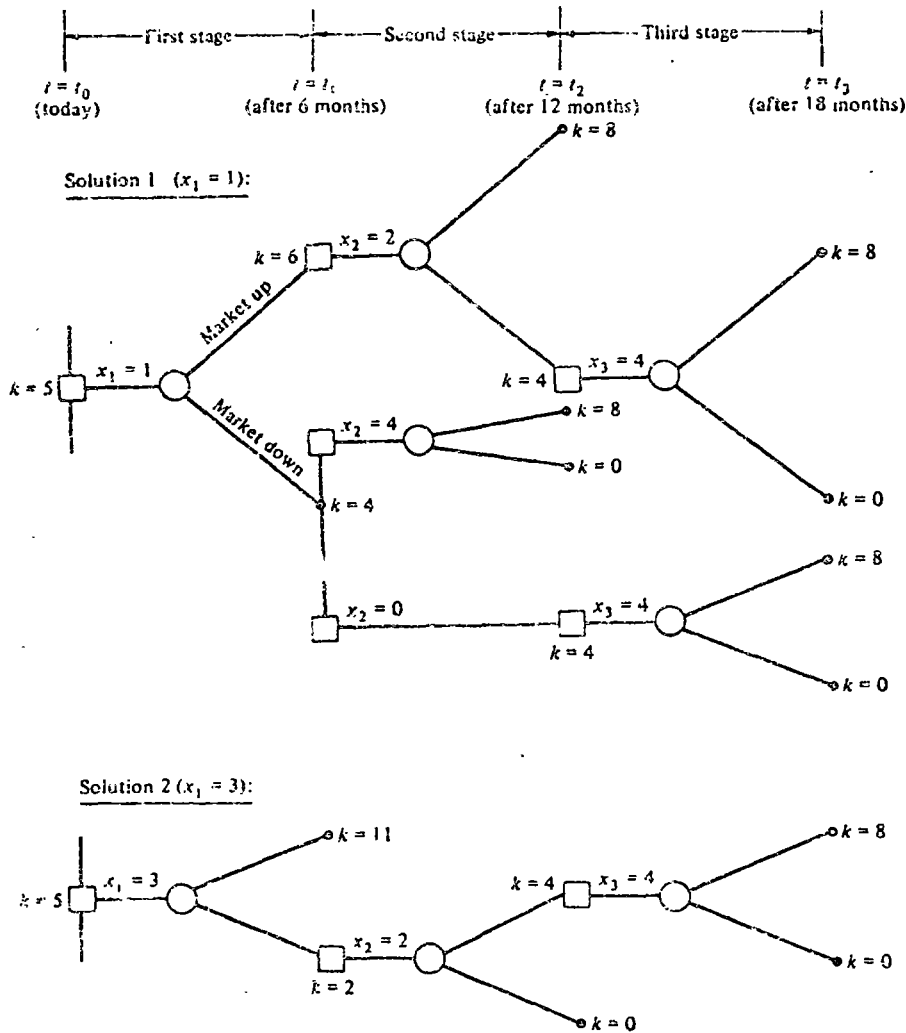 First stage Second stage Third stage
t = t0 t = t1 t = t2 t = t3
(today) (after 6 months) (after 12 months) (after 18 months)
k = 8
Solution 1 (x1 = 1):
k = 6 x2 = 2
k = 8
Market up
k = 5 x1 = 1
k = 4 x3 = 4
Market down
x2 = 4
k = 8
k = 0
k = 4
k = 0
k = 8
x2 = 0
x3 = 4
k = 4
k = 0
Solution 2 (x1 = 3):
k = 11
k = 8
k = 5 x1 = 3
k = 4 x3 = 4
x2 = 2
k = 2
k = 0
k = 0